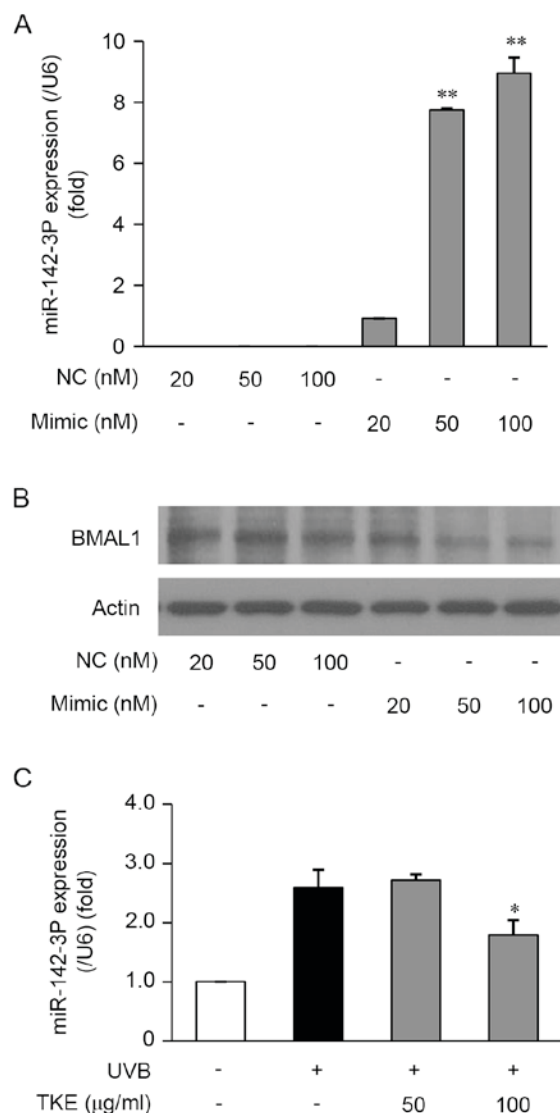 A
miR-142-3P expression (/U6)
(fold)
10
8
6
4
2
0
** **
NC (nM) 20 50 100 - - -
Mimic (nM) - - - 20 50 100
B
BMAL1
Actin
NC (nM) 20 50 100 - - -
Mimic (nM) - - - 20 50 100
C
miR-142-3P expression
(/U6) (fold)
4.0
3.0
2.0
1.0
0
*
UVB - + + +
TKE (μg/ml) 50 100